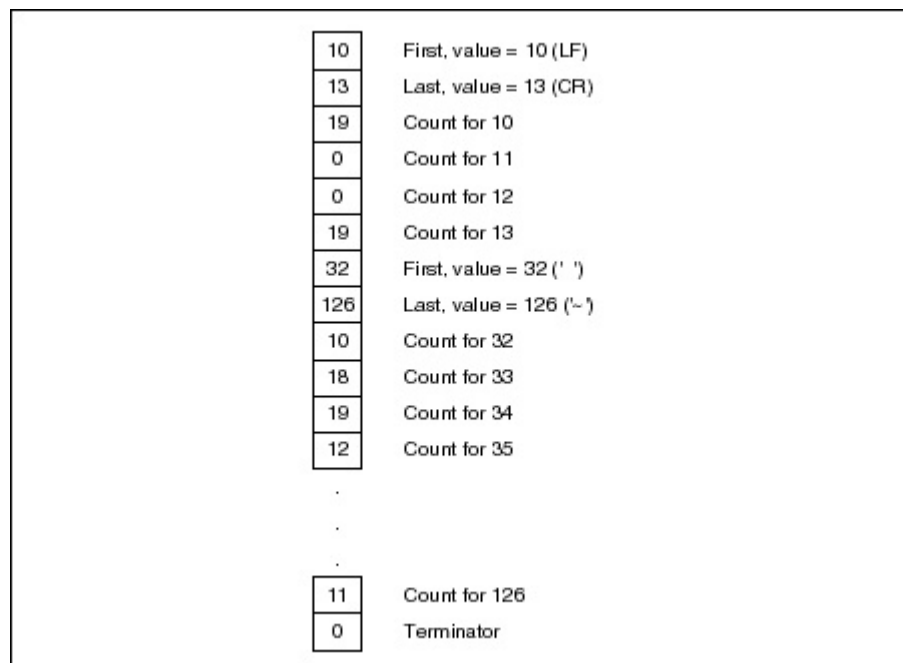 10 First, value = 10 (LF)
13 Last, value = 13 (CR)
19 Count for 10
0 Count for 11
0 Count for 12
19 Count for 13
32 First, value = 32 (' ')
126 Last, value = 126 ('~')
10 Count for 32
18 Count for 33
19 Count for 34
12 Count for 35
.
.
.
11 Count for 126
0 Terminator